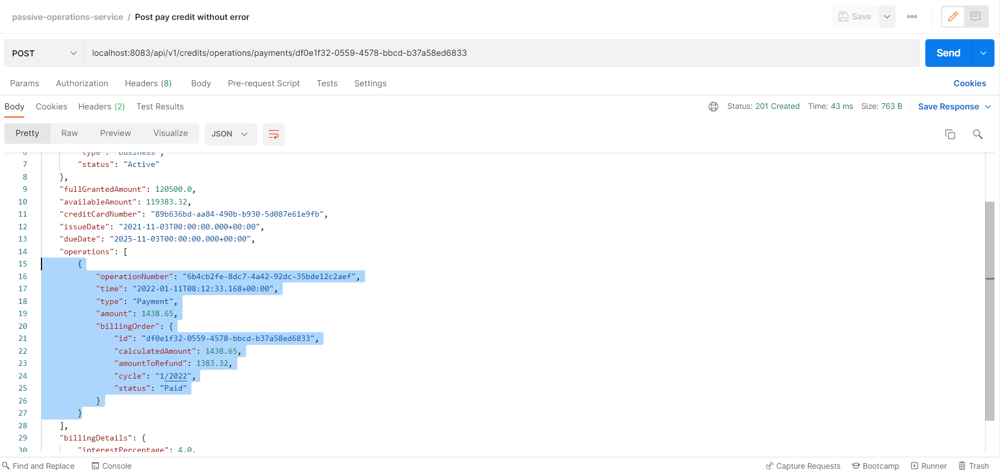 passive-operations-service / Post pay credit without error
Save
POST
localhost:8083/api/v1/credits/operations/payments/df0e1f32-0559-4578-bbcd-b37a58ed6833
Send
Params Authorization Headers (8) Body Pre-request Script Tests Settings Cookies
Body Cookies Headers (2) Test Results Status: 201 Created Time: 43 ms Size: 763 B Save Response
Pretty Raw Preview Visualize JSON
6 "type": "Business",
7 "status": "Active"
8 },
9 "fullGrantedAmount": 120500.0,
10 "availableAmount": 119383.32,
11 "creditCardNumber": "89b636bd-aa84-490b-b930-5d087e61e9fb",
12 "issueDate": "2021-11-03T00:00:00.000+00:00",
13 "dueDate": "2025-11-03T00:00:00.000+00:00",
14 "operations": [
15 {
16 "operationNumber": "6b4cb2fe-8dc7-4a42-92dc-35bde12c2aef",
17 "time": "2022-01-11T08:12:33.168+00:00",
18 "type": "Payment",
19 "amount": 1438.65,
20 "billingOrder": {
21 "id": "df0e1f32-0559-4578-bbcd-b37a58ed6833",
22 "calculatedAmount": 1438.65,
23 "amountToRefund": 1383.32,
24 "cycle": "1/2022",
25 "status": "Paid"
26 }
27 }
28 ],
29 "billingDetails": {
30 "interestPercentage": 4.0,
Find and Replace Console Capture Requests Bootcamp Runner Trash